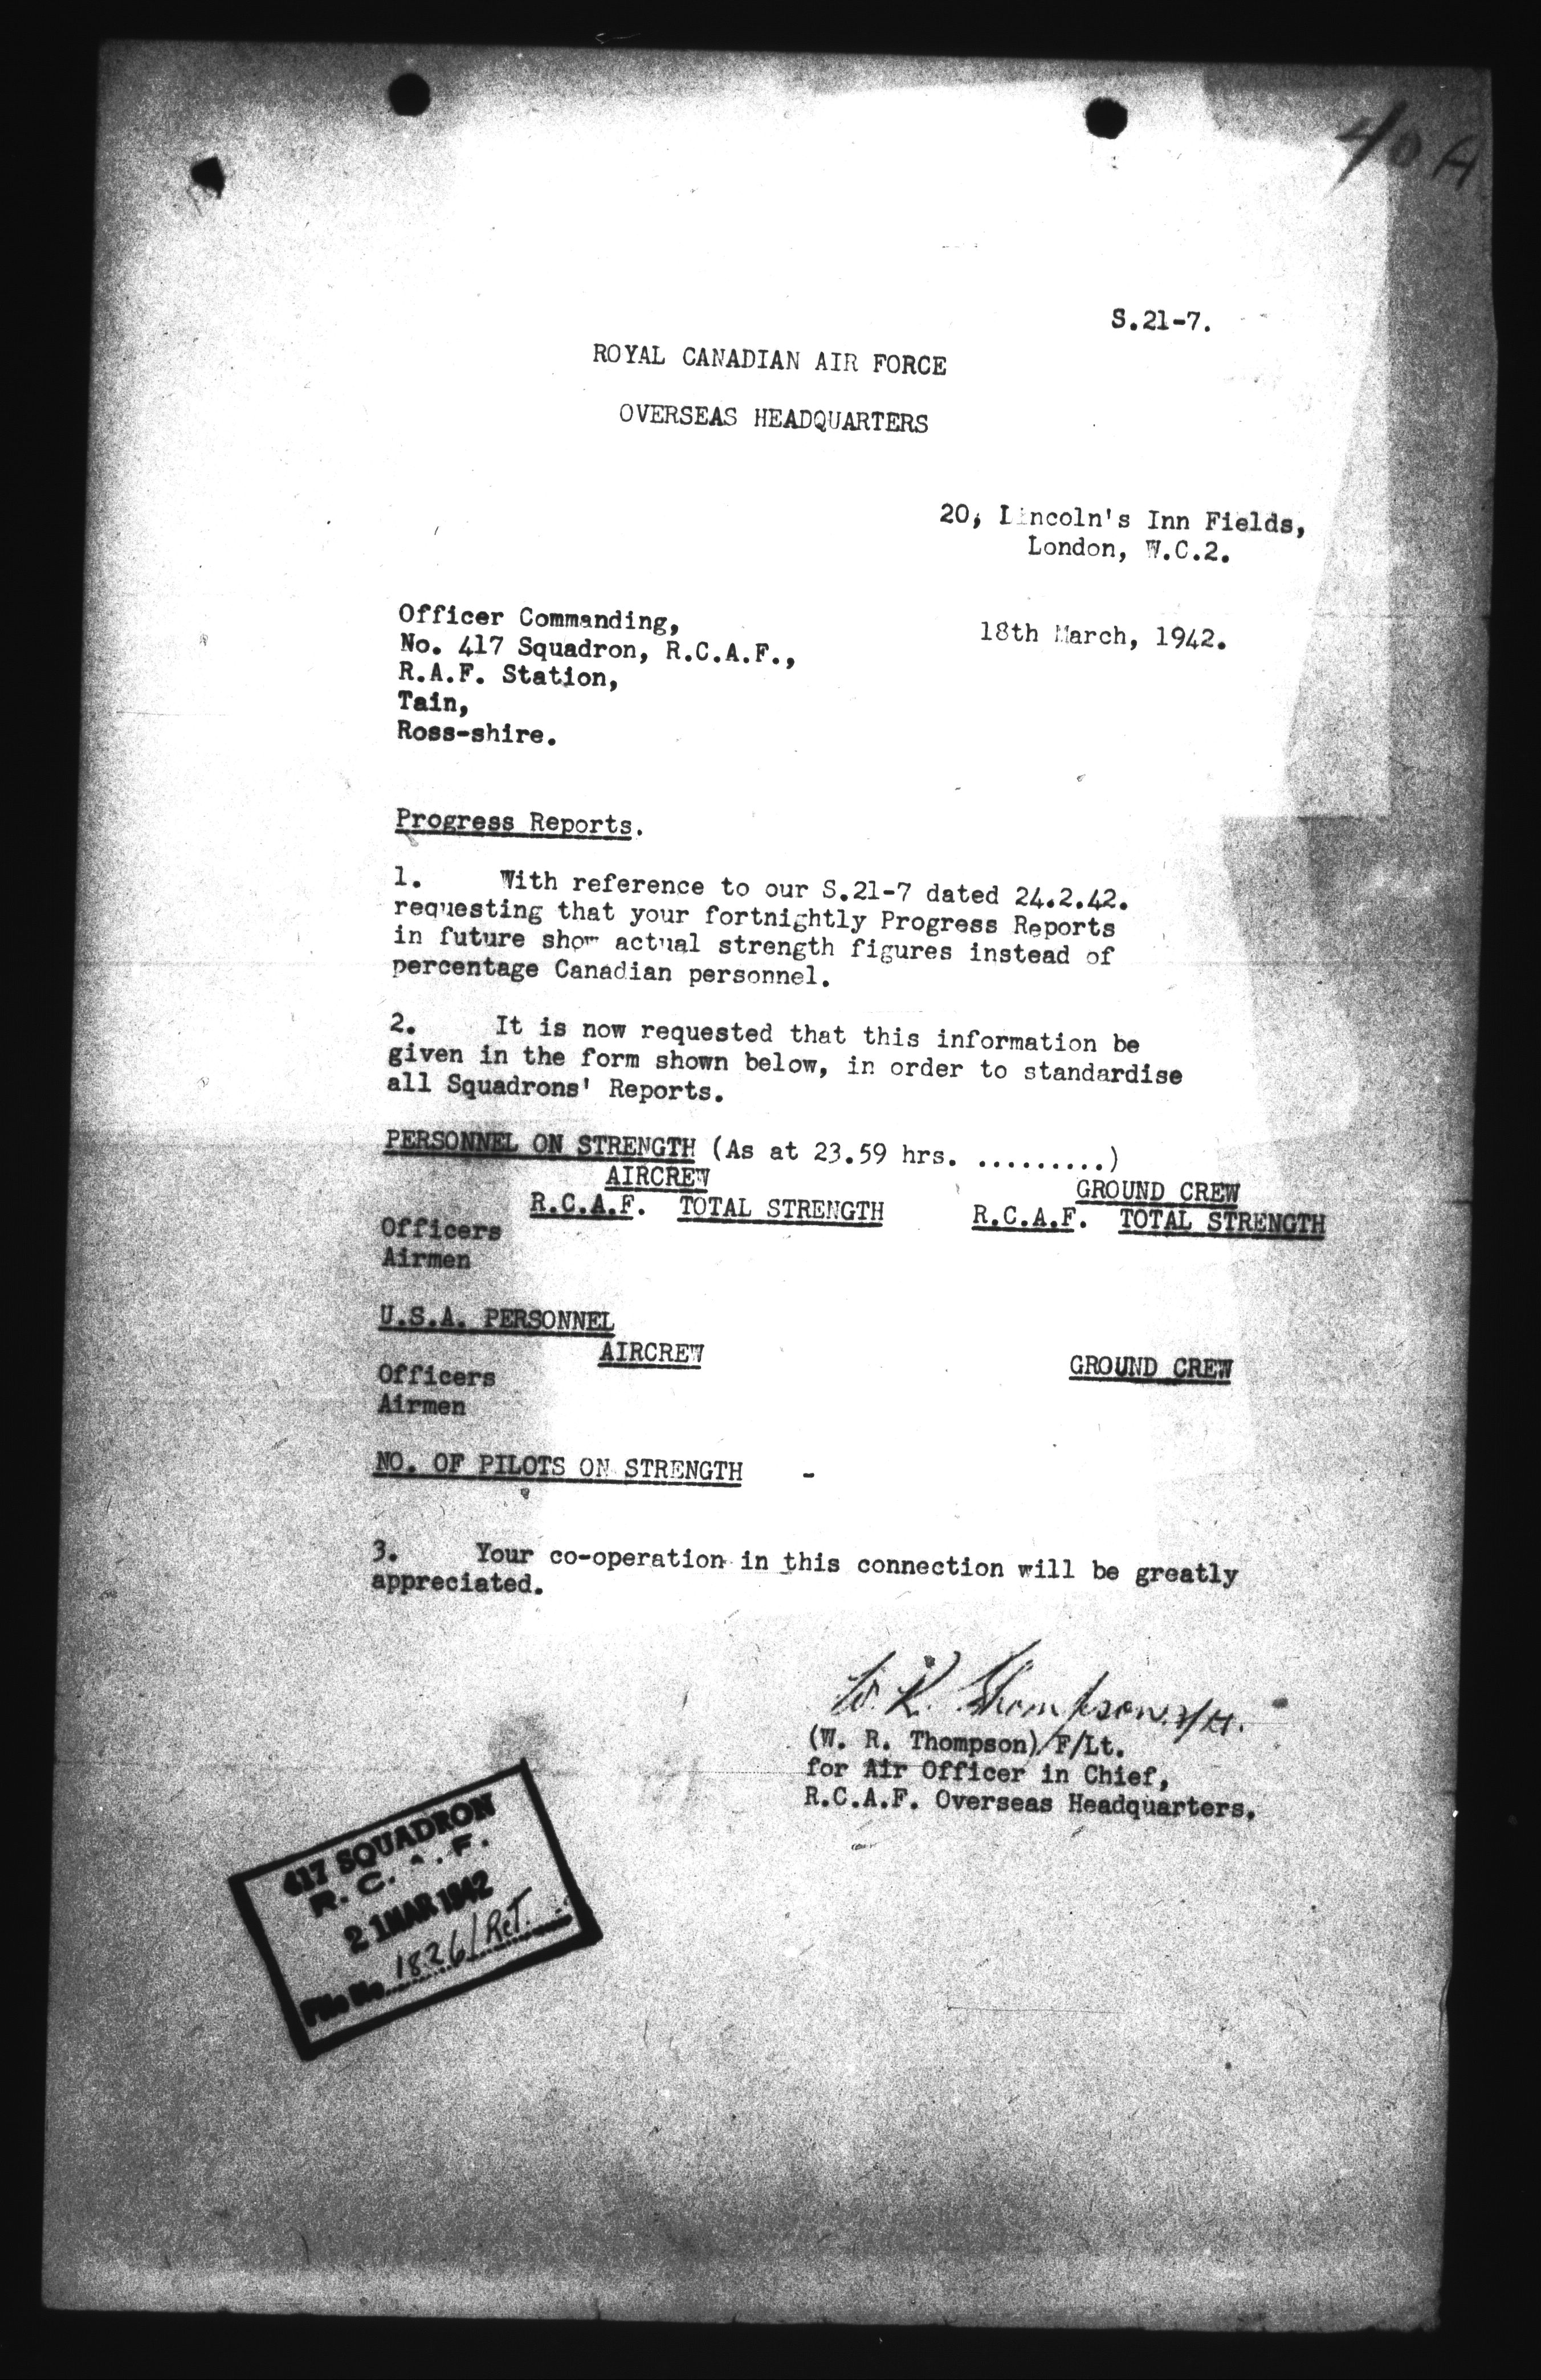 40A
S.21-7.
ROYAL CANADIAN AIR FORCE
OVERSEAS HEADQUARTERS
20, Lincoln's Inn Fields,
London, W.C.2.
18th March, 1942.
Officer Commanding,
No. 417 Squadron, R.C.A.F.,
R.A.F. Station,
Tain,
Ross-shire.
Progress Reports.
1. With reference to our S.21-7 dated 24.2.42.
requesting that your fortnightly Progress Reports
in future show actual strength figures instead of
percentage Canadian personnel.
2. It is now requested that this information be
given in the form shown below, in order to standardise
all Squadrons' Reports.
PERSONNEL ON STRENGTH (As at 23.59 hrs. .........)
AIRCREW GROUND CREW
R.C.A.F. TOTAL STRENGTH R.C.A.F. TOTAL STRENGTH
Officers
Airmen
U.S.A. PERSONNEL
AIRCREW GROUND CREW
Officers
Airmen
NO. OF PILOTS ON STRENGTH -
3. Your co-operation in this connection will be greatly
appreciated.
W. R. Thompson F/Lt.
(W. R. Thompson) F/Lt.
for Air Officer in Chief,
R.C.A.F. Overseas Headquarters.
417 SQUADRON
R.C.A.F.
21 MAR 1942
File No. 1826/Ret.